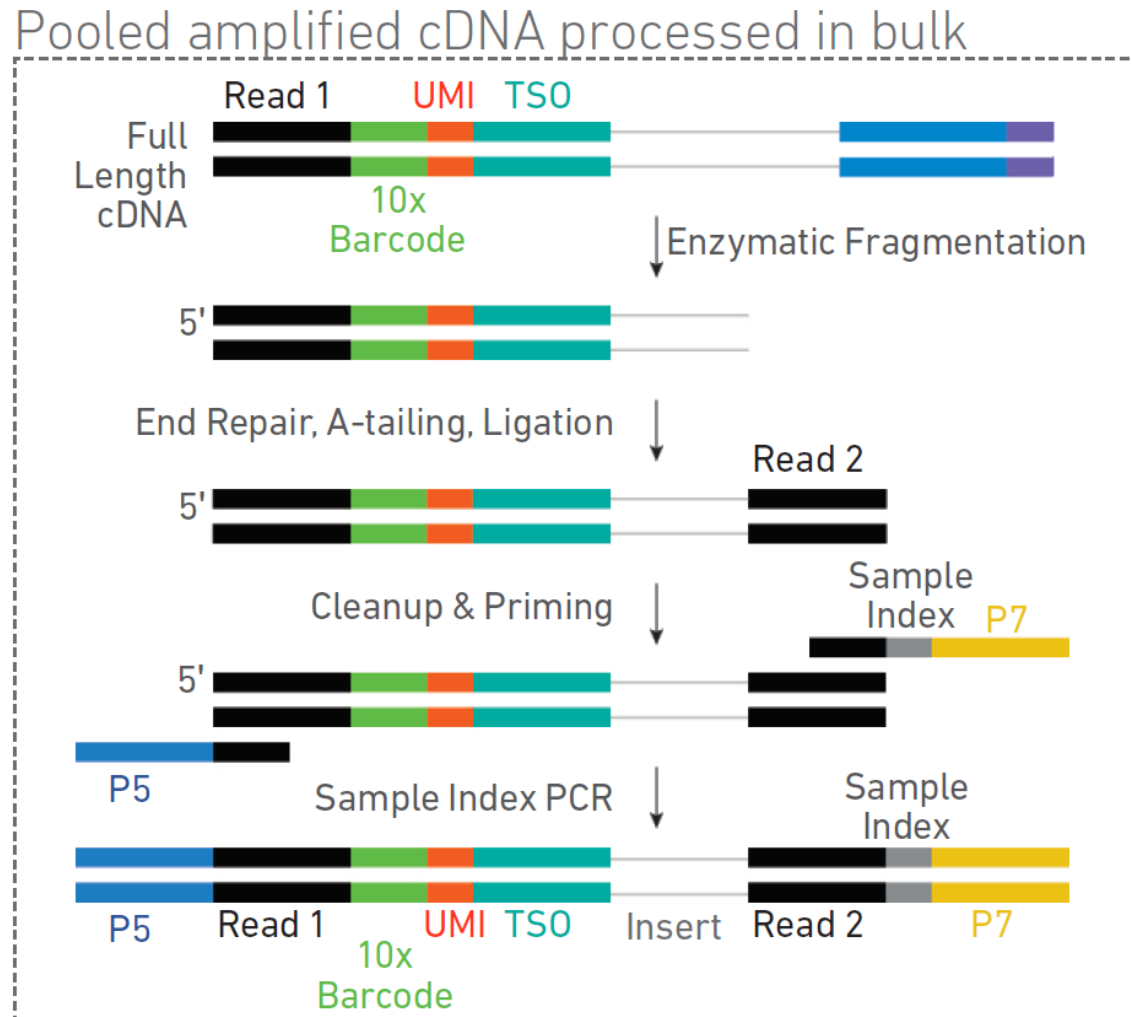 Pooled amplified cDNA processed in bulk
Read 1 UMI TSO
Full
Length
cDNA
10x
Barcode
Enzymatic Fragmentation
5'
End Repair, A-tailing, Ligation
Read 2
5'
Cleanup & Priming
Sample
Index P7
5'
P5
Sample Index PCR
Sample
Index
P5 Read 1 UMI TSO Insert Read 2 P7
10x
Barcode